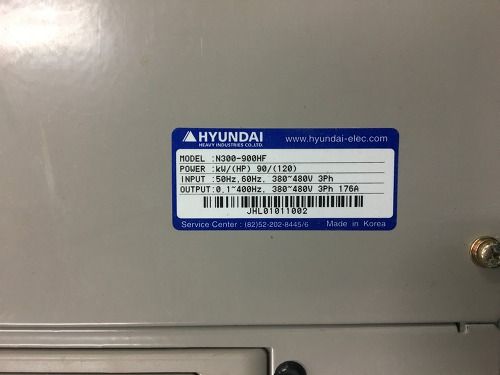 HYUNDAI
HEAVY INDUSTRIES CO.,LTD.
www.hyundai-elec.com
MODEL :N300-900HF
POWER :kW/(HP) 90/(120)
INPUT :50Hz,60Hz, 380~480V 3Ph
OUTPUT:0.1~400Hz, 380~480V 3Ph 176A
JHL01011002
Service Center : (82)52-202-8445/6
Made in Korea